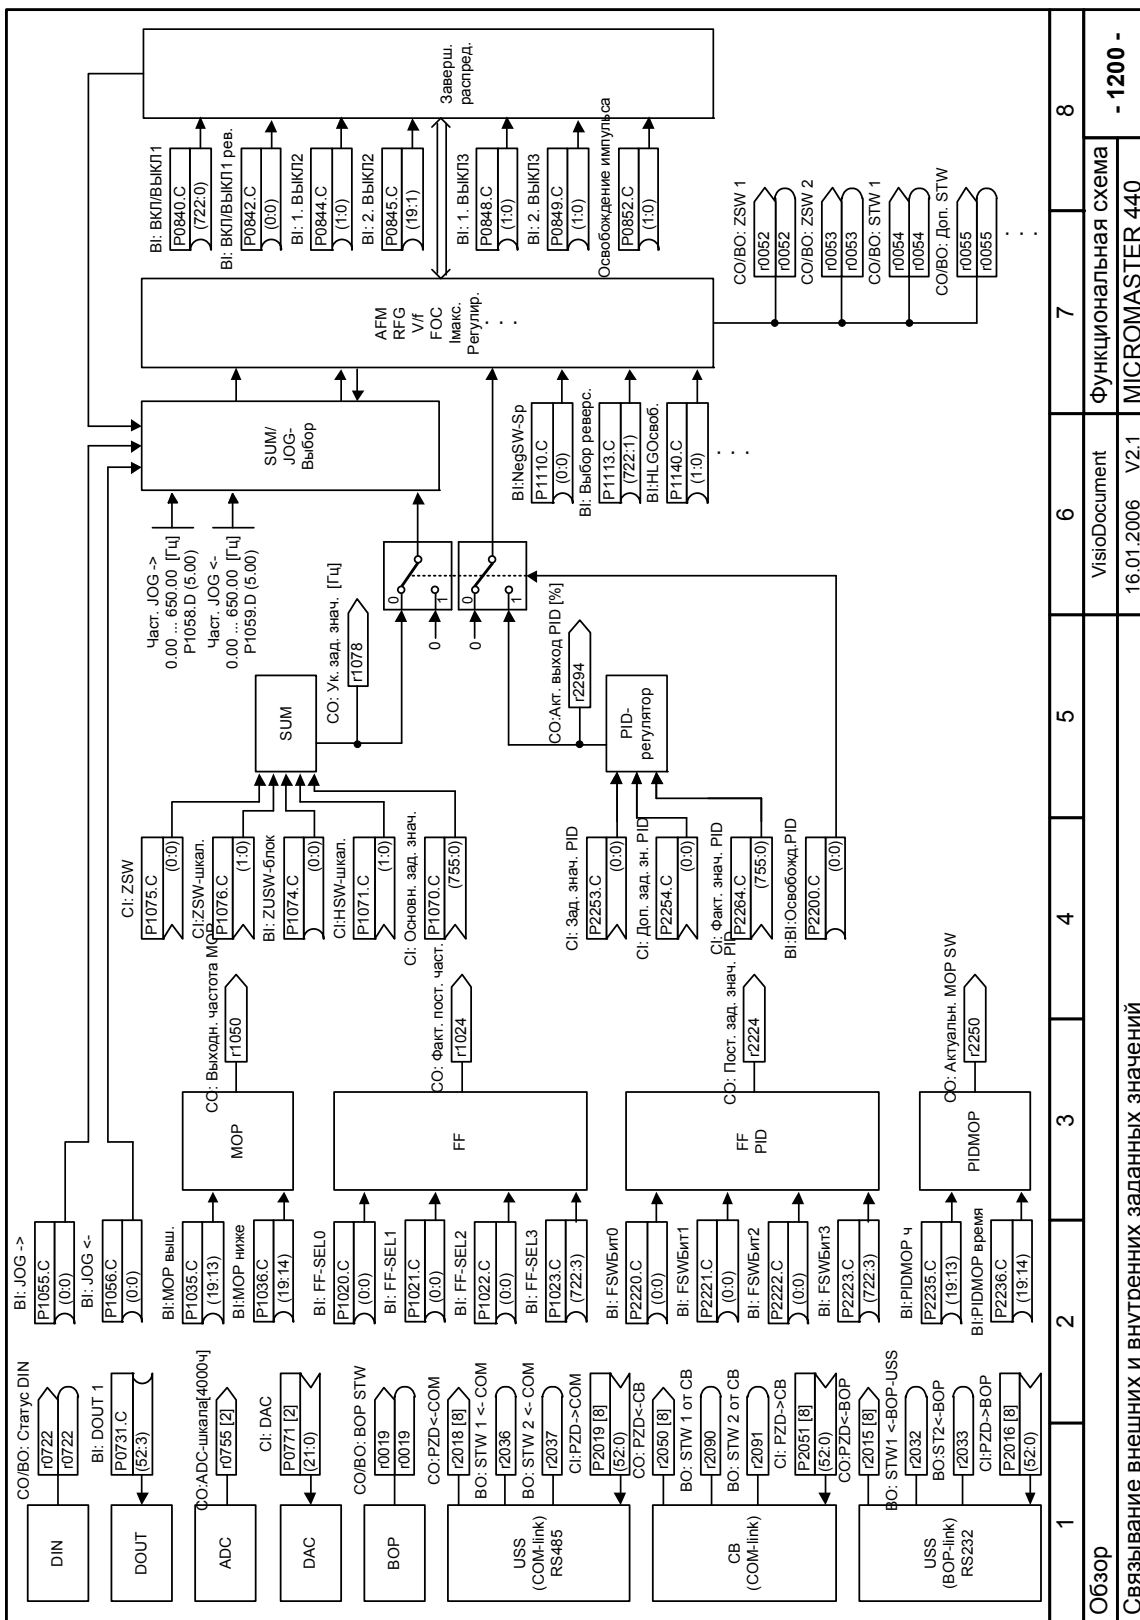 DIN
CO/BO: Статус DIN
r0722
r0722
DOUT
BI: DOUT 1
P0731.C
(52:3)
ADC
CO:ADC-шкала[4000ч]
r0755 [2]
DAC
CI: DAC
P0771 [2]
(21:0)
BOP
CO/BO: BOP STW
r0019
r0019
USS
(COM-link)
RS485
CO:PZD<-COM
r2018 [8]
BO: STW 1 <- COM
r2036
BO: STW 2 <- COM
r2037
CI:PZD->COM
P2019 [8]
(52:0)
CB
(COM-link)
CO: PZD<-CB
r2050 [8]
BO: STW 1 от CB
r2090
BO: STW 2 от CB
r2091
CI: PZD->CB
P2051 [8]
(52:0)
USS
(BOP-link)
RS232
CO:PZD<-BOP
r2015 [8]
BO: STW1 <-BOP-USS
r2032
BO:ST2<-BOP
r2033
CI:PZD->BOP
P2016 [8]
(52:0)
BI: JOG ->
P1055.C
(0:0)
BI: JOG <-
P1056.C
(0:0)
BI:MOP выш.
P1035.C
(19:13)
BI:MOP ниже
P1036.C
(19:14)
BI: FF-SEL0
P1020.C
(0:0)
BI: FF-SEL1
P1021.C
(0:0)
BI: FF-SEL2
P1022.C
(0:0)
BI: FF-SEL3
P1023.C
(722:3)
BI: FSWБит0
P2220.C
(0:0)
BI: FSWБит1
P2221.C
(0:0)
BI: FSWБит2
P2222.C
(0:0)
BI: FSWБит3
P2223.C
(722:3)
BI:PIDMOP ч
P2235.C
(19:13)
BI:PIDMOP время
P2236.C
(19:14)
MOP
CO: Выходн. частота MOP
r1050
FF
CO: Факт. пост. част.
r1024
FF
PID
CO: Пост. зад. знач. PID
r2224
PIDMOP
CO: Актуальн. MOP SW
r2250
CI: ZSW
P1075.C
(0:0)
CI:ZSW-шкал.
P1076.C
(1:0)
BI: ZUSW-блок
P1074.C
(0:0)
CI:HSW-шкал.
P1071.C
(1:0)
CI: Основн. зад. знач.
P1070.C
(755:0)
CI: Зад. знач. PID
P2253.C
(0:0)
CI: Доп. зад. зн. PID
P2254.C
(0:0)
CI: Факт. знач. PID
P2264.C
(755:0)
BI:BI:Освобожд.PID
P2200.C
(0:0)
SUM
CO: Ук. зад. знач. [Гц]
r1078
PID-
регулятор
CO:Акт. выход PID [%]
r2294
0
1
0
0
1
0
Част. JOG ->
0.00 ... 650.00 [Гц]
P1058.D (5.00)
Част. JOG <-
0.00 ... 650.00 [Гц]
P1059.D (5.00)
SUM/
JOG-
Выбор
BI:NegSW-Sp
P1110.C
(0:0)
BI: Выбор реверс.
P1113.C
(722:1)
BI:HLGОсвоб.
P1140.C
(1:0)
. . .
AFM
RFG
V/f
FOC
Iмакс.
Регулир.
. . .
BI: ВКЛ/ВЫКЛ1
P0840.C
(722:0)
BI: ВКЛ/ВЫКЛ1 рев.
P0842.C
(0:0)
BI: 1. ВЫКЛ2
P0844.C
(1:0)
BI: 2. ВЫКЛ2
P0845.C
(19:1)
BI: 1. ВЫКЛ3
P0848.C
(1:0)
BI: 2. ВЫКЛ3
P0849.C
(1:0)
Освобождение импульса
P0852.C
(1:0)
Заверш.
распред.
CO/BO: ZSW 1
r0052
r0052
CO/BO: ZSW 2
r0053
r0053
CO/BO: STW 1
r0054
r0054
CO/BO: Доп. STW
r0055
r0055
. . .
1 2 3 4 5 6 7 8
Обзор VisioDocument Функциональная схема - 1200 -
Связывание внешних и внутренних заданных значений 16.01.2006 V2.1 MICROMASTER 440